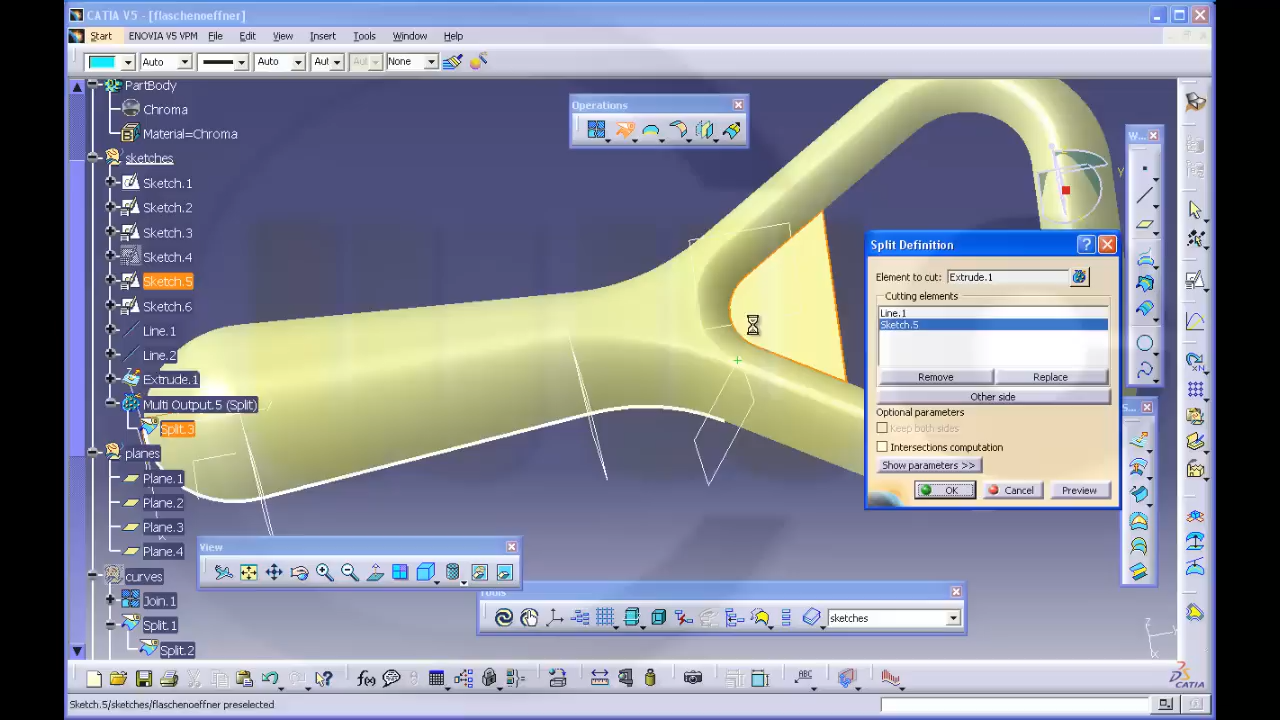 CATIA V5 - [flaschenoeffner]
Start ENOVIA V5 VPM File Edit View Insert Tools Window Help
Auto Auto Aut Aut None
PartBody
Chroma
Material=Chroma
sketches
Sketch.1
Sketch.2
Sketch.3
Sketch.4
Sketch.5
Sketch.6
Line.1
Line.2
Extrude.1
Multi Output.5 (Split)
Split.3
planes
Plane.1
Plane.2
Plane.3
Plane.4
curves
Join.1
Split.1
Split.2
Operations
W...
Split Definition
Element to cut: Extrude.1
Cutting elements
Line.1
Sketch.5
Remove Replace
Other side
Optional parameters
Keep both sides
Intersections computation
Show parameters >>
OK Cancel Preview
S...
View
Tools
sketches
f(x)
ABC
CATIA
Sketch.5/sketches/flaschenoeffner preselected